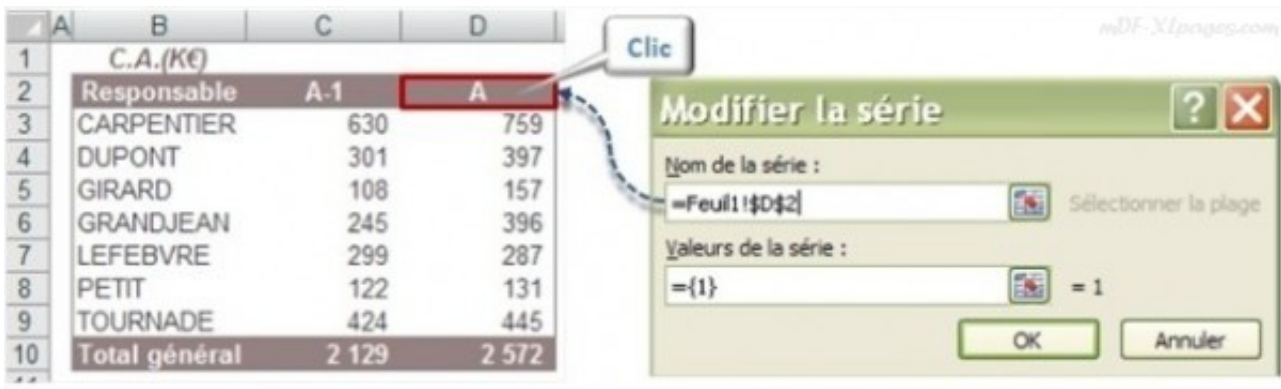 mDF-XLpages.com
A B C D
Clic
1 C.A.(K€)
2 Responsable A-1 A
3 CARPENTIER 630 759
4 DUPONT 301 397
5 GIRARD 108 157
6 GRANDJEAN 245 396
7 LEFEBVRE 299 287
8 PETIT 122 131
9 TOURNADE 424 445
10 Total général 2 129 2 572
Modifier la série
?
Nom de la série :
=Feuil1!$D$2
Sélectionner la plage
Valeurs de la série :
={1}
= 1
OK
Annuler